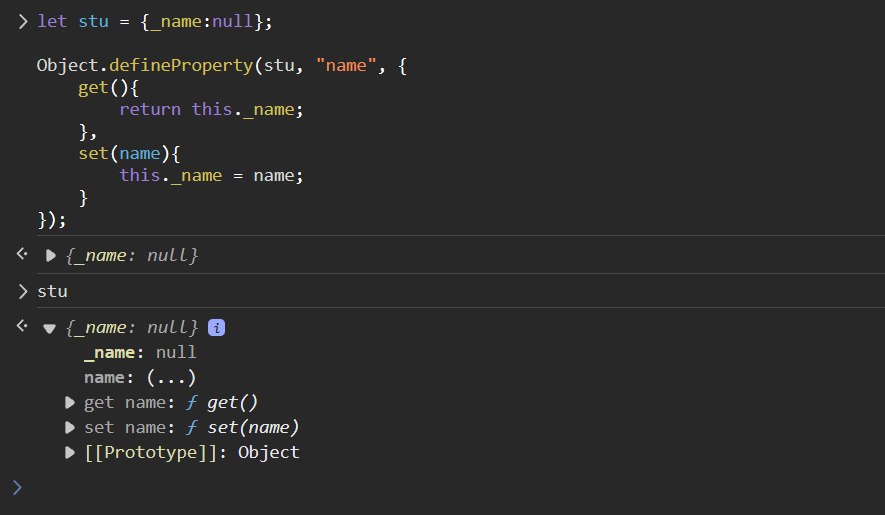 let stu = {_name:null};
Object.defineProperty(stu, "name", {
    get(){
        return this._name;
    },
    set(name){
        this._name = name;
    }
});
{_name: null}
stu
{_name: null} i
_name: null
name: (...)
get name: ƒ get()
set name: ƒ set(name)
[[Prototype]]: Object